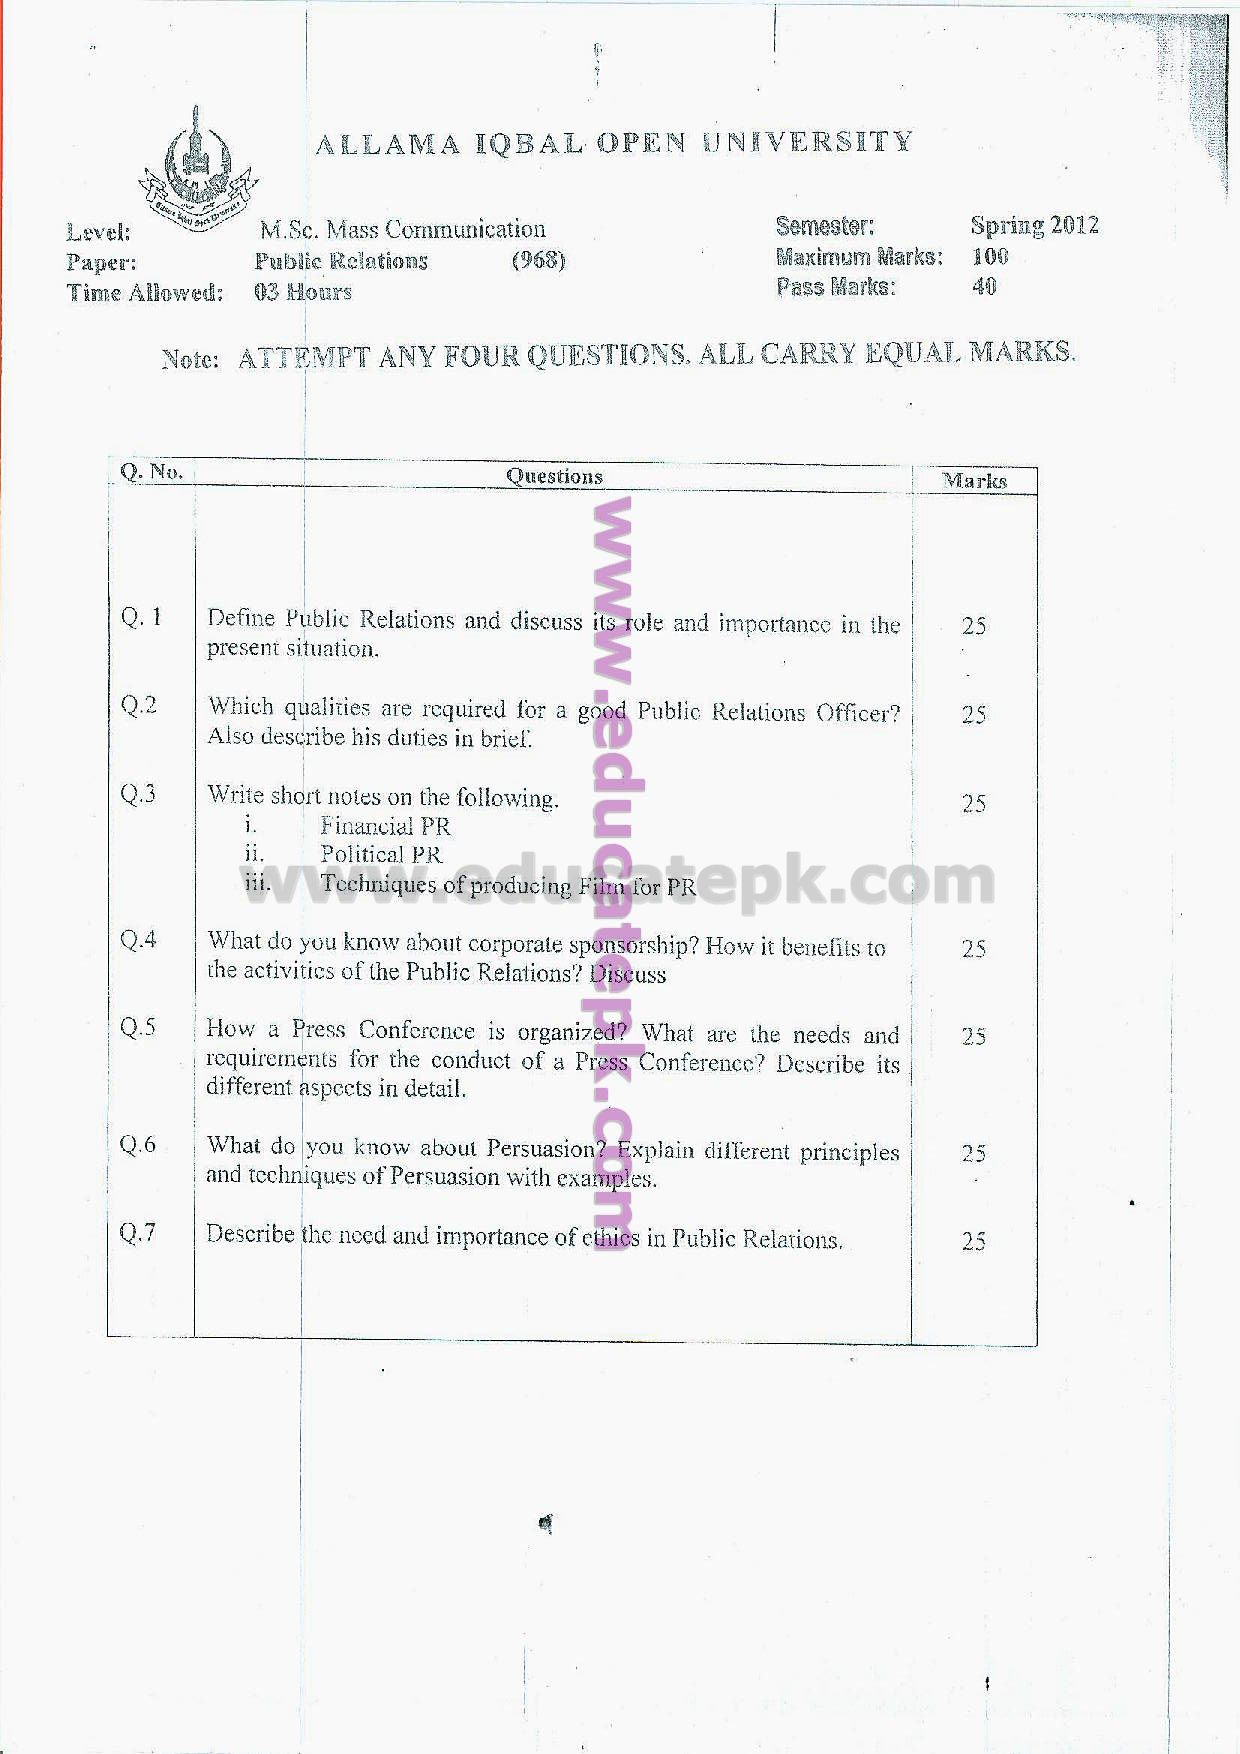 ALLAMA IQBAL OPEN UNIVERSITY
Level: M.Sc. Mass Communication Semester: Spring 2012
Paper: Public Relations (968) Maximum Marks: 100
Time Allowed: 03 Hours Pass Marks: 40
Note: ATTEMPT ANY FOUR QUESTIONS. ALL CARRY EQUAL MARKS.
Q. No. Questions Marks
Q. 1 Define Public Relations and discuss its role and importance in the 25
present situation.
Q.2 Which qualities are required for a good Public Relations Officer? 25
Also describe his duties in brief.
Q.3 Write short notes on the following. 25
i. Financial PR
ii. Political PR
iii. Techniques of producing Film for PR
Q.4 What do you know about corporate sponsorship? How it benefits to 25
the activities of the Public Relations? Discuss
Q.5 How a Press Conference is organized? What are the needs and 25
requirements for the conduct of a Press Conference? Describe its
different aspects in detail.
Q.6 What do you know about Persuasion? Explain different principles 25
and techniques of Persuasion with examples.
Q.7 Describe the need and importance of ethics in Public Relations. 25
www.educatepk.com
www.educatepk.com